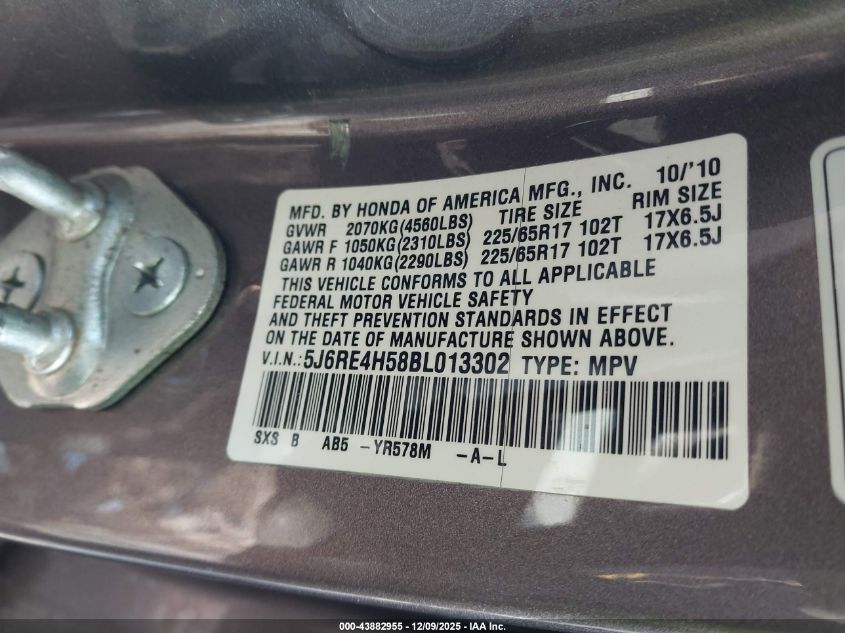 MFD. BY HONDA OF AMERICA MFG., INC. 10/'10
GVWR 2070KG(4560LBS) TIRE SIZE RIM SIZE
GAWR F 1050KG(2310LBS) 225/65R17 102T 17X6.5J
GAWR R 1040KG(2290LBS) 225/65R17 102T 17X6.5J
THIS VEHICLE CONFORMS TO ALL APPLICABLE
FEDERAL MOTOR VEHICLE SAFETY
AND THEFT PREVENTION STANDARDS IN EFFECT
ON THE DATE OF MANUFACTURE SHOWN ABOVE.
V.I.N.: 5J6RE4H58BL013302 TYPE: MPV
SXS B AB5 -YR578M -A-L
000-43882955 - 12/09/2025 - IAA Inc.